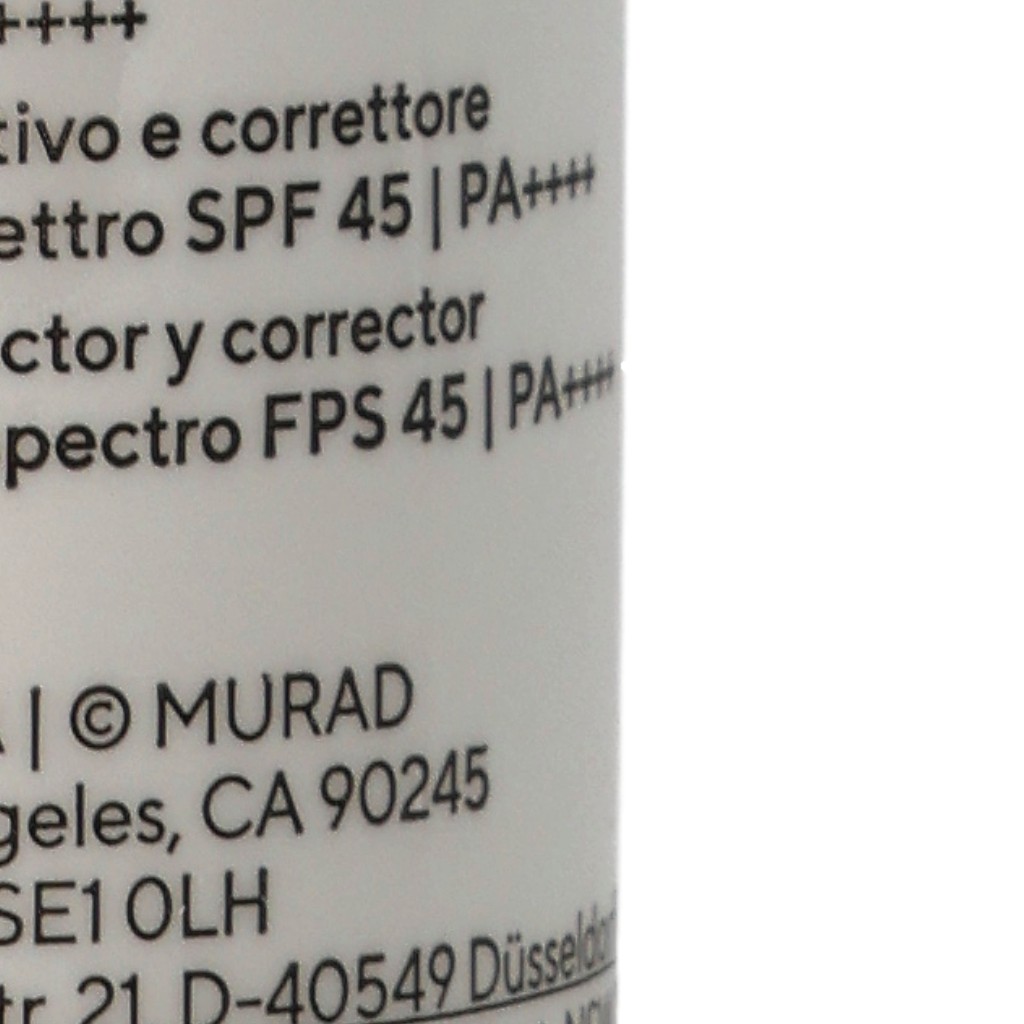 ++++
tivo e correttore
ettro SPF 45 | PA++++
ctor y corrector
pectro FPS 45 | PA++++
| © MURAD
geles, CA 90245
SE1 0LH
tr. 21 D-40549 Düsseldorf